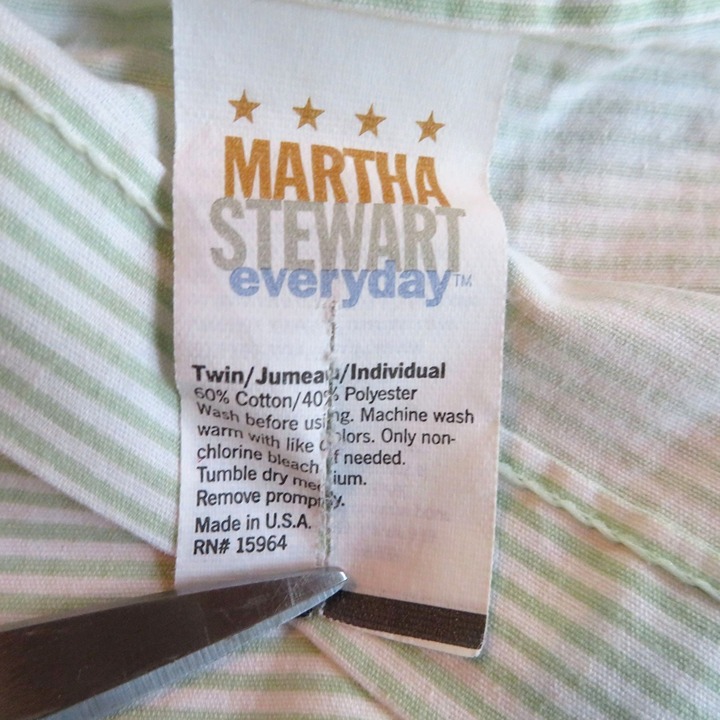 MARTHA
STEWART
everyday™
Twin/Jumeau/Individual
60% Cotton/40% Polyester
Wash before using. Machine wash
warm with like colors. Only non-
chlorine bleach if needed.
Tumble dry medium.
Remove promptly.
Made in U.S.A.
RN# 15964